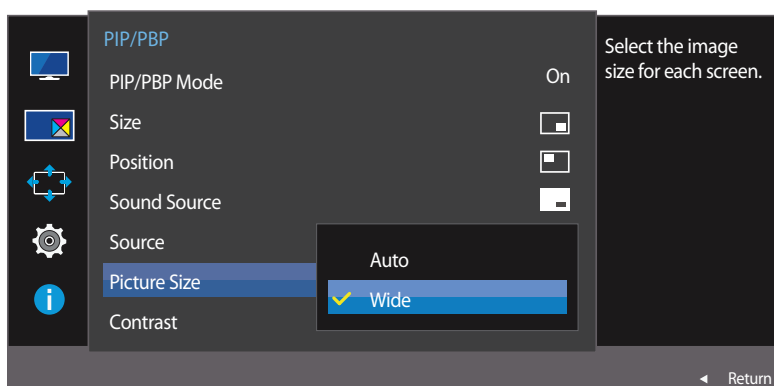 PIP/PBP
PIP/PBP Mode On
Size
Position
Sound Source
Source
Picture Size
Contrast
Auto
Wide
Select the image
size for each screen.
Return